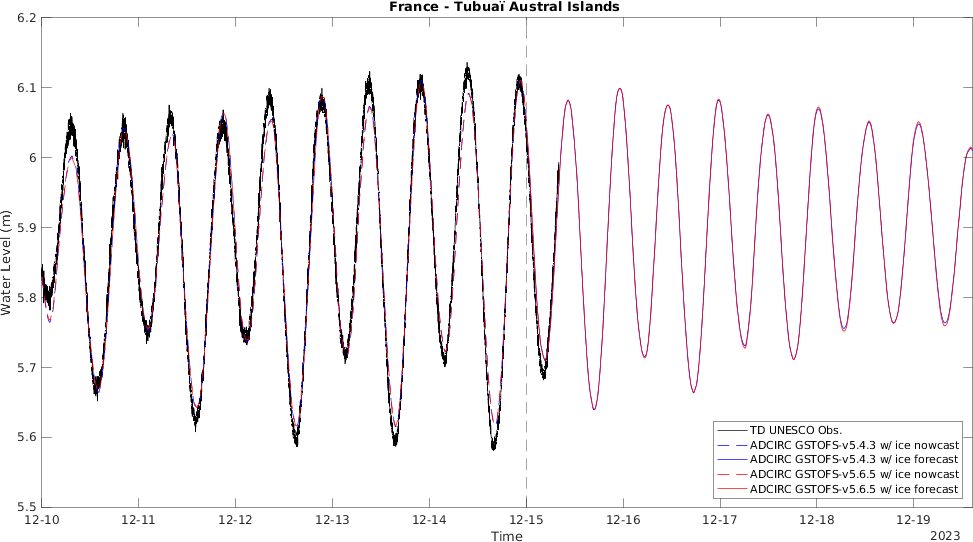 France - Tubuaï Austral Islands
Water Level (m)
6.2
6.1
6
5.9
5.8
5.7
5.6
5.5
TD UNESCO Obs.
ADCIRC GSTOFS-v5.4.3 w/ ice nowcast
ADCIRC GSTOFS-v5.4.3 w/ ice forecast
ADCIRC GSTOFS-v5.6.5 w/ ice nowcast
ADCIRC GSTOFS-v5.6.5 w/ ice forecast
12-10 12-11 12-12 12-13 12-14 12-15 12-16 12-17 12-18 12-19
Time
2023